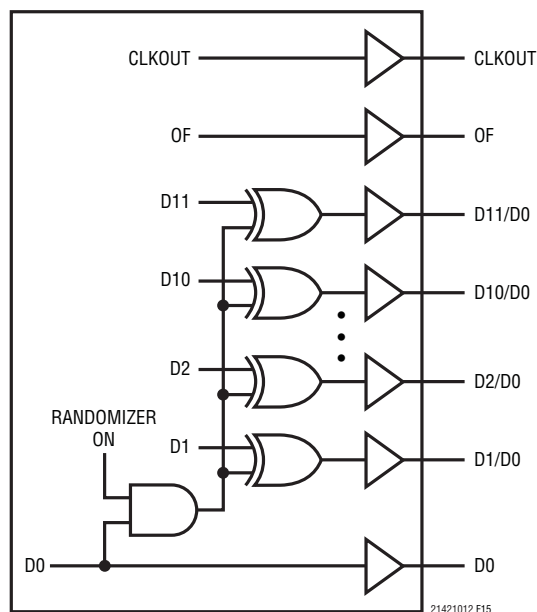 CLKOUT CLKOUT
OF OF
D11 D11/D0
D10 D10/D0
D2 D2/D0
RANDOMIZER
ON
D1 D1/D0
D0 D0
21421012 F15